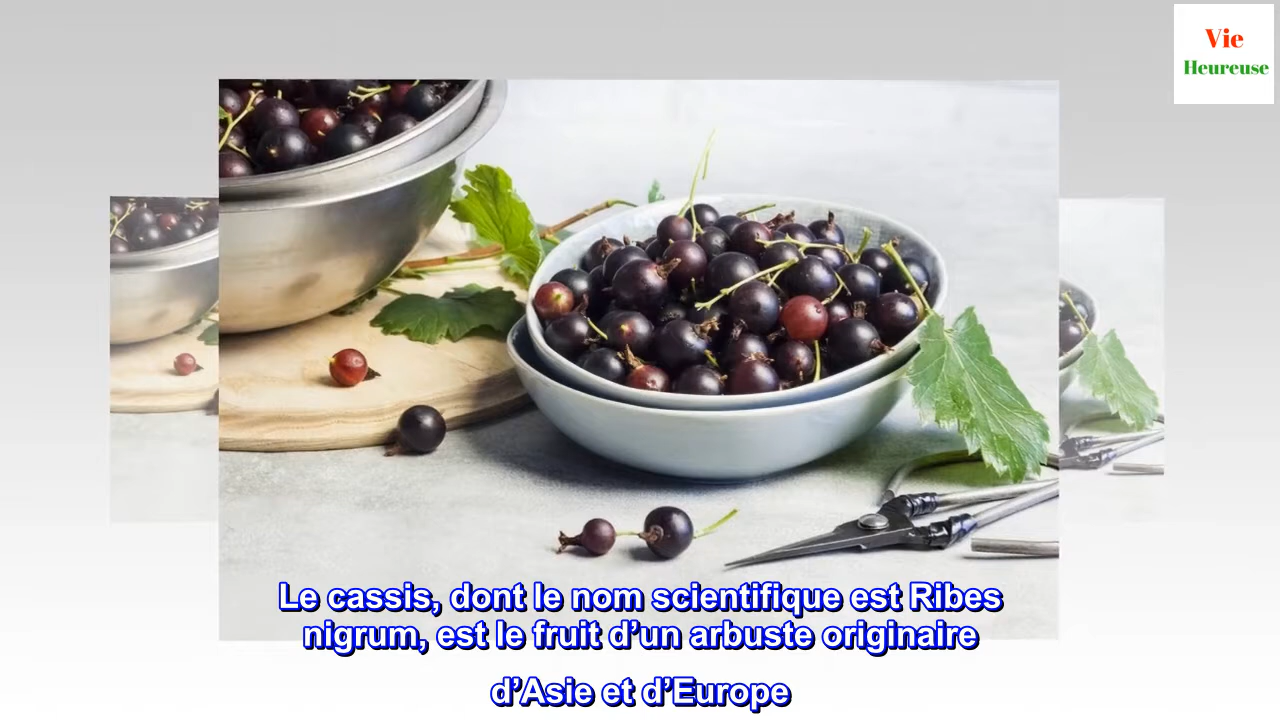 Vie
Heureuse
Le cassis, dont le nom scientifique est Ribes
nigrum, est le fruit d’un arbuste originaire
d’Asie et d’Europe